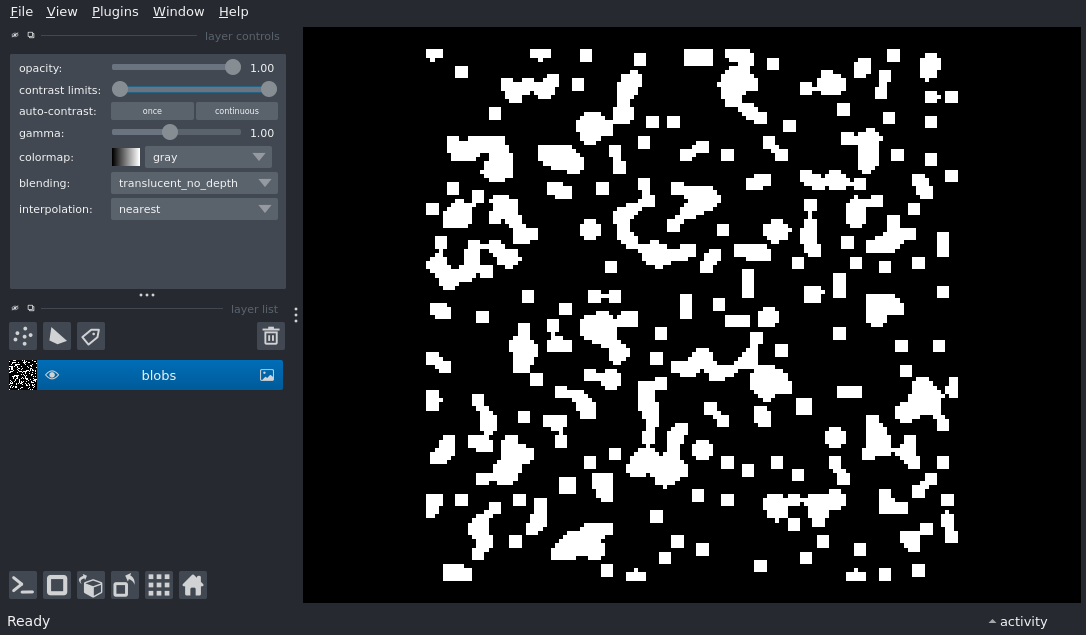 File View Plugins Window Help
layer controls
opacity: 1.00
contrast limits:
auto-contrast: once continuous
gamma: 1.00
colormap: gray
blending: translucent_no_depth
interpolation: nearest
layer list
blobs
Ready activity